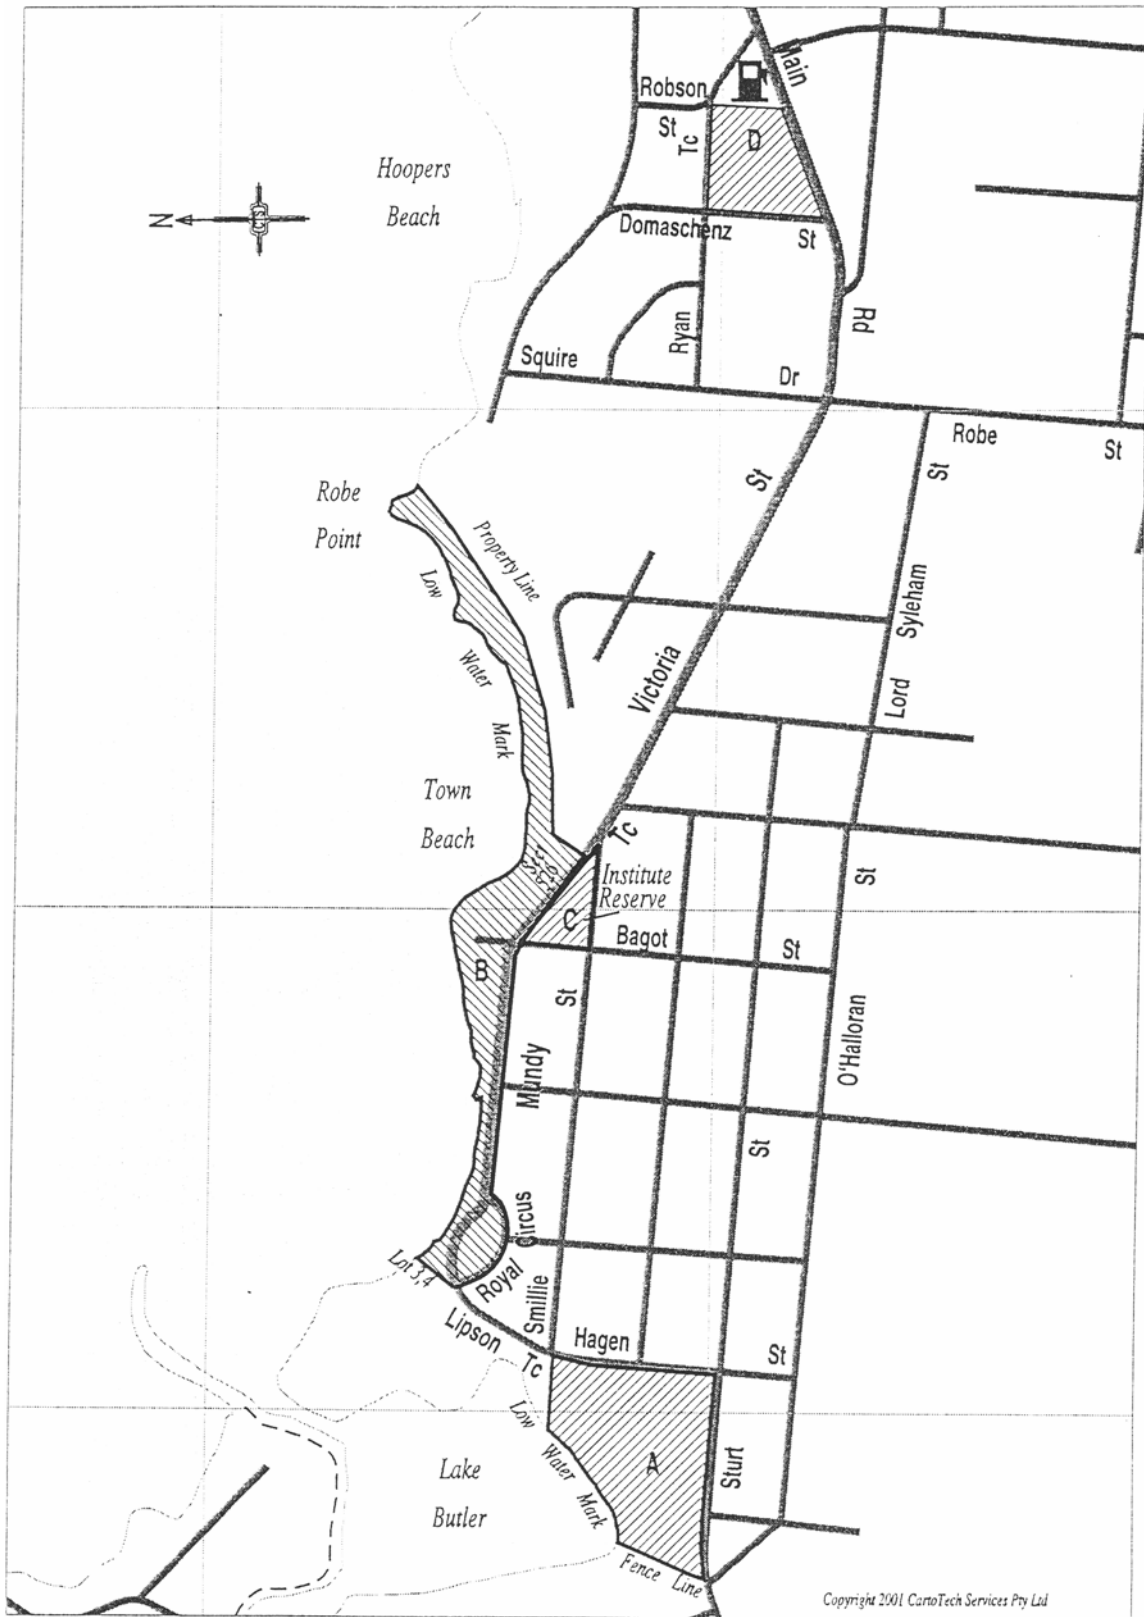 Main
Robson
St
Tc
D
Hoopers
Beach
N
Domaschenz
St
Rd
Ryan
Squire
Dr
Robe
St
St
St
Robe
Point
Property Line
Low
Water
Mark
Syleham
Victoria
Lord
Town
Beach
Tc
Institute
Reserve
St
C
Bagot
St
B
St
Mundy
O'Halloran
St
Circus
Royal
Lot 3,4
Smillie
Lipson
Tc
Hagen
St
Low
Water
Mark
A
Sturt
Lake
Butler
Fence Line
Copyright 2001 CartoTech Services Pty Ltd